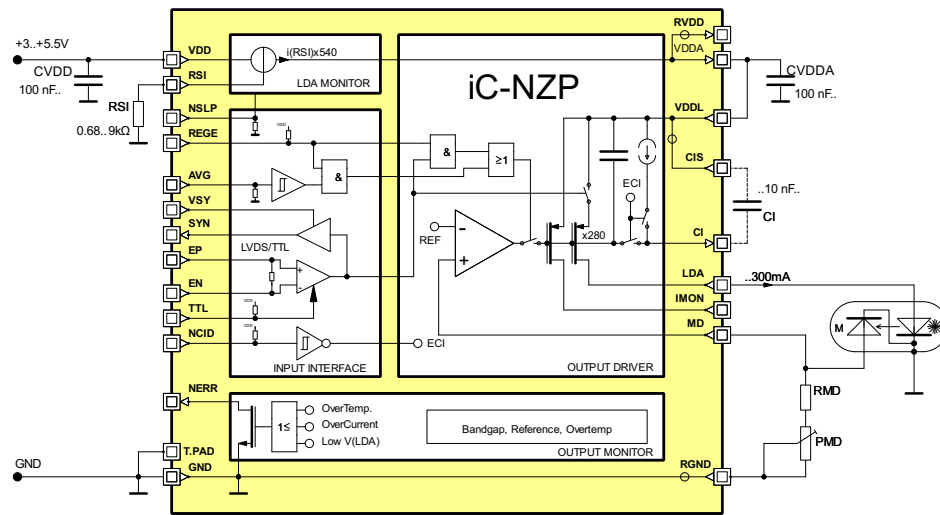 +3..+5.5V
CVDD
100 nF..
RSI
0.68..9kΩ
VDD
RSI
NSLP
REGE
AVG
VSY
SYN
EP
EN
TTL
NCID
NERR
T.PAD
GND
GND
i(RSI)x540
LDA MONITOR
VDD
&
LVDS/TTL
+
-
VDD
VDD
ECI
INPUT INTERFACE
iC-NZP
&
≥1
REF
-
+
x280
ECI
OUTPUT DRIVER
1≤
OverTemp.
OverCurrent
Low V(LDA)
Bandgap, Reference, Overtemp
OUTPUT MONITOR
RVDD
VDDA
VDDL
CIS
CI
LDA
IMON
MD
RGND
CVDDA
100 nF..
..10 nF..
CI
..300mA
M
RMD
PMD